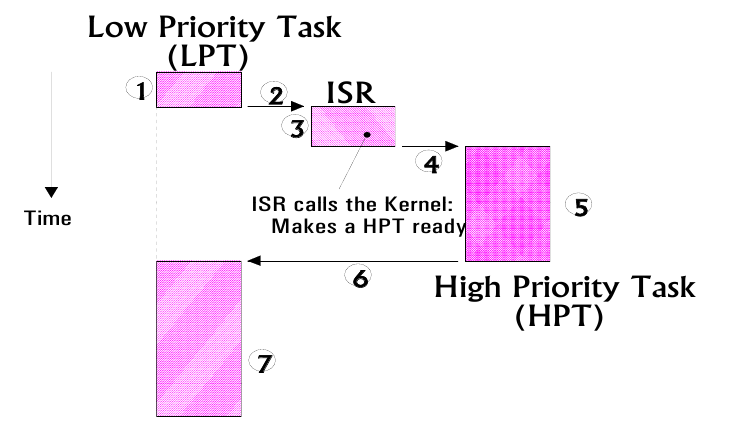 Low Priority Task
(LPT)
1
2
ISR
3
4
ISR calls the Kernel:
Makes a HPT ready
5
Time
6
High Priority Task
(HPT)
7